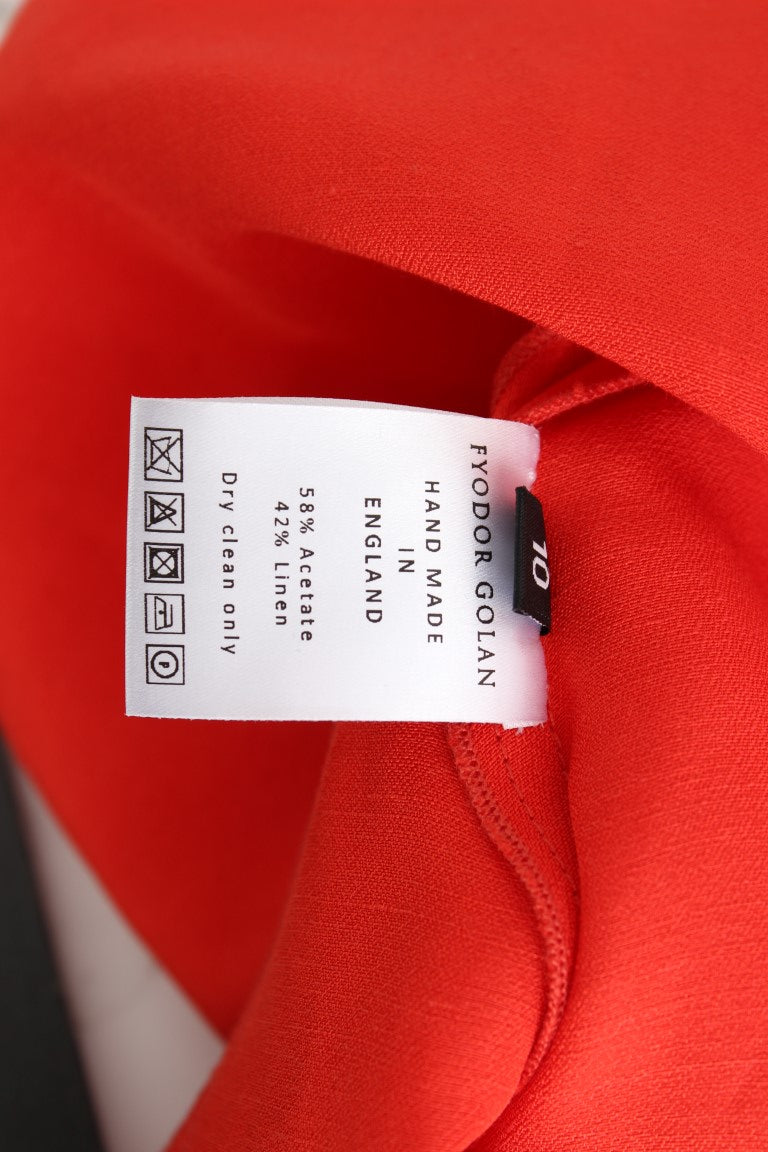 10
FYODOR GOLAN
HAND MADE
IN
ENGLAND
58% Acetate
42% Linen
Dry clean only
P